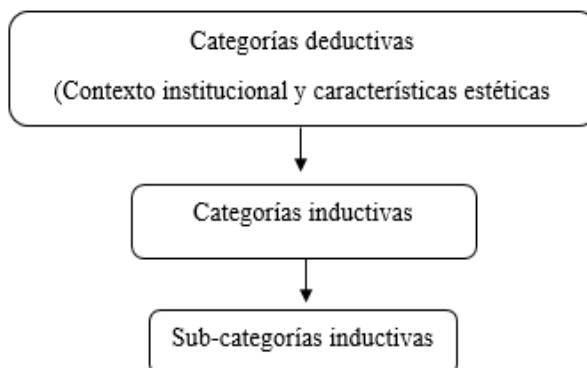 Categorías deductivas
(Contexto institucional y características estéticas
Categorías inductivas
Sub-categorías inductivas